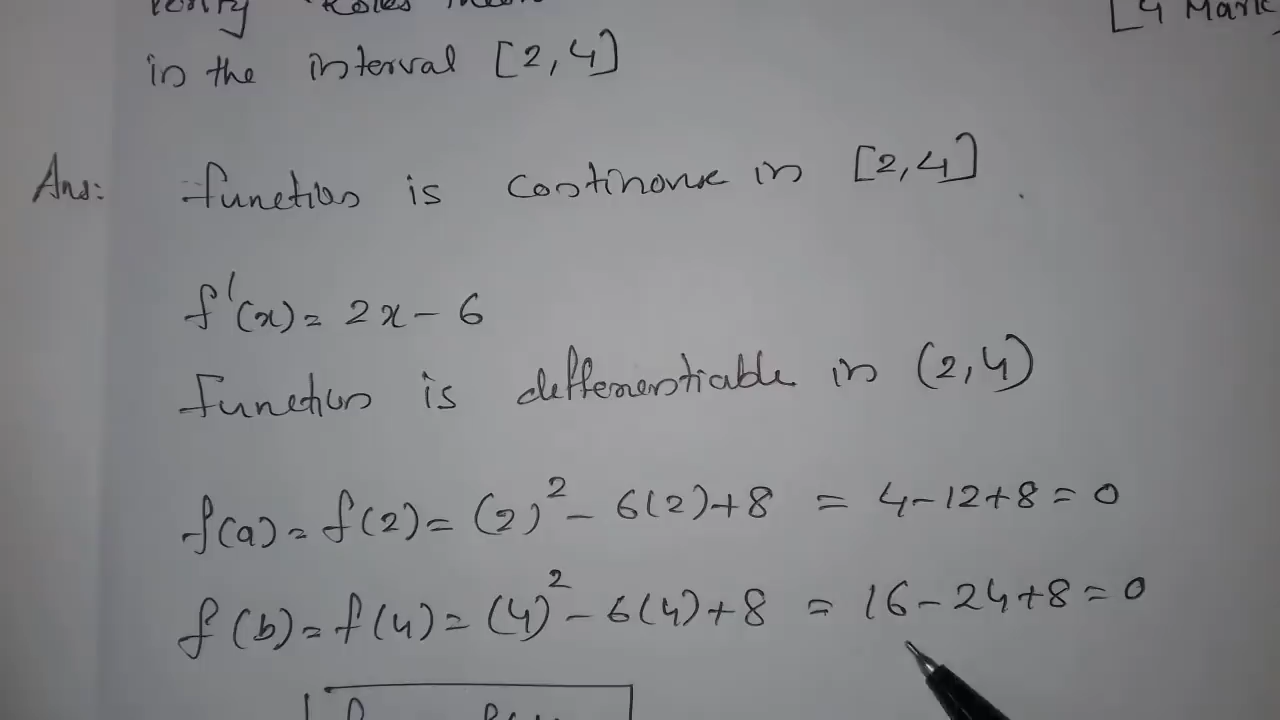 in the interval [2,4]
[4 Mark
Ans: function is continous in [2,4]
f'(x) = 2x - 6
Function is differentiable in (2,4)
f(a) = f(2) = (2)² - 6(2)+8 = 4-12+8 = 0
f(b) = f(4) = (4)² - 6(4)+8 = 16-24+8 = 0